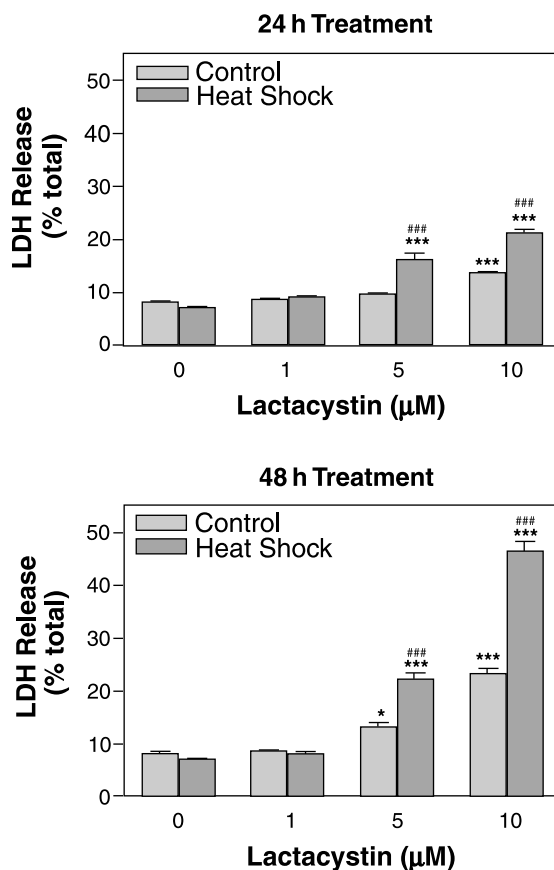 24 h Treatment
Control
Heat Shock
LDH Release
(% total)
50
40
30
20
10
0
###
***
***
###
***
0 1 5 10
Lactacystin (μM)
48 h Treatment
Control
Heat Shock
LDH Release
(% total)
50
40
30
20
10
0
*
###
***
***
###
***
0 1 5 10
Lactacystin (μM)